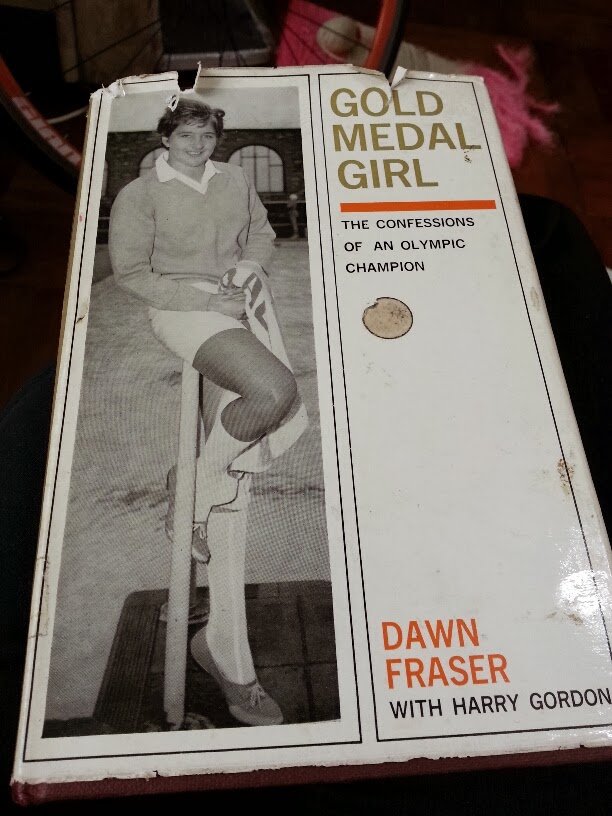 GOLD
MEDAL
GIRL
THE CONFESSIONS
OF AN OLYMPIC
CHAMPION
DAWN
FRASER
WITH HARRY GORDON